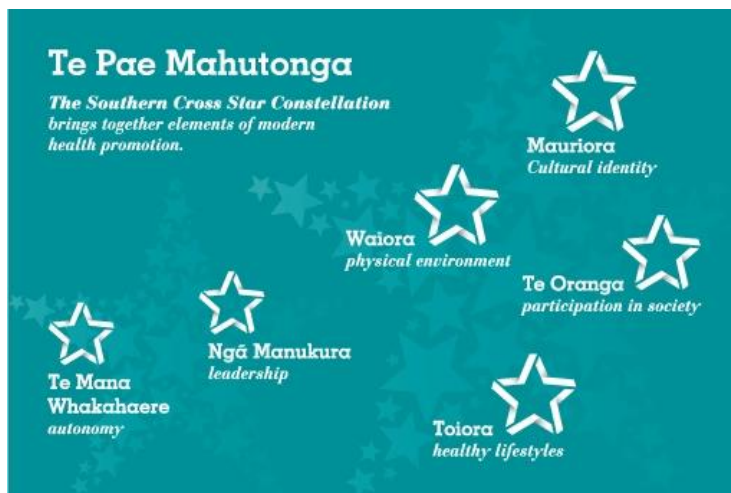 Te Pae Mahutonga
The Southern Cross Star Constellation
brings together elements of modern
health promotion.
Mauriora
Cultural identity
Waiora
physical environment
Te Oranga
participation in society
Ngā Manukura
leadership
Te Mana
Whakahaere
autonomy
Toiora
healthy lifestyles